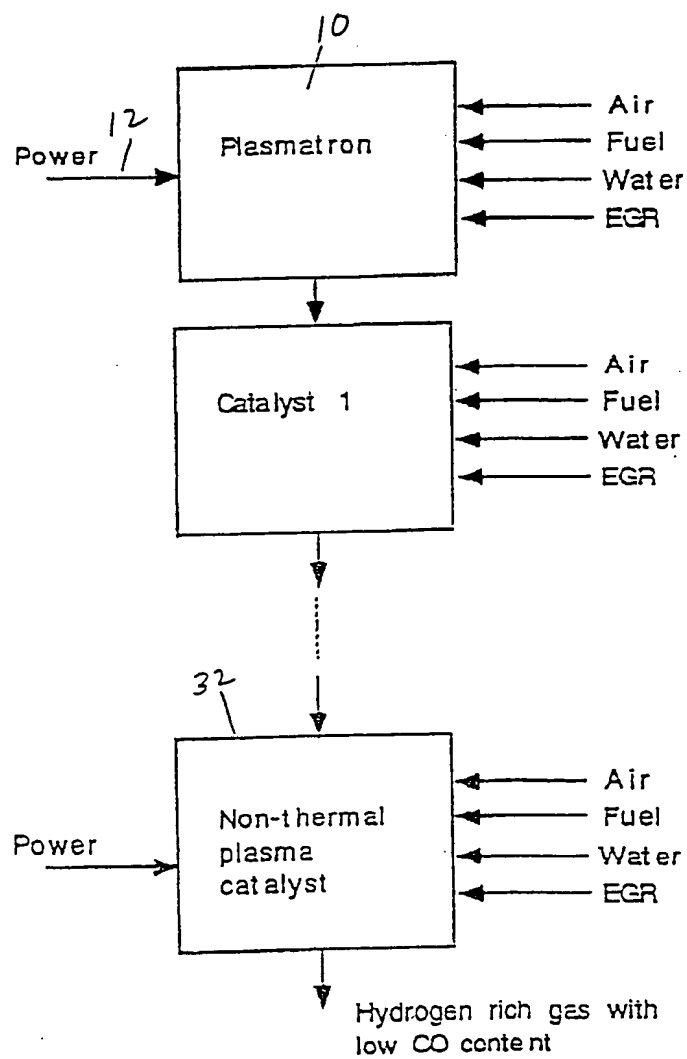 10
12
Power
Plasmatron
Air
Fuel
Water
EGR
Catalyst 1
Air
Fuel
Water
EGR
32
Power
Non-thermal
plasma
catalyst
Air
Fuel
Water
EGR
Hydrogen rich gas with
low CO content